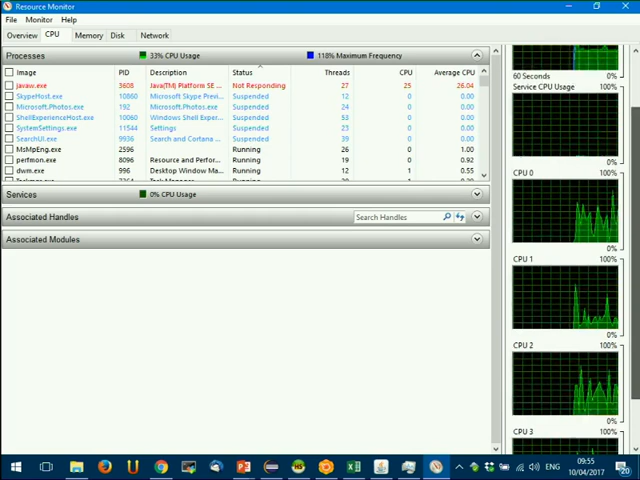 Resource Monitor
File Monitor Help
Overview CPU Memory Disk Network
Processes 33% CPU Usage 118% Maximum Frequency
Image PID Description Status Threads CPU Average CPU
javaw.exe 3608 Java(TM) Platform SE ... Not Responding 27 25 26.04
SkypeHost.exe 10860 Microsoft Skype Previ... Suspended 12 0 0.00
Microsoft.Photos.exe 192 Microsoft.Photos.exe Suspended 24 0 0.00
ShellExperienceHost.exe 10060 Windows Shell Experi... Suspended 53 0 0.00
SystemSettings.exe 11544 Settings Suspended 23 0 0.00
SearchUI.exe 9936 Search and Cortana ... Suspended 39 0 0.00
MsMpEng.exe 2596 Running 26 0 1.00
perfmon.exe 8096 Resource and Perfor... Running 19 0 0.92
dwm.exe 196 Desktop Window Ma... Running 12 1 0.55
Services 0% CPU Usage
Associated Handles Search Handles
Associated Modules
60 Seconds 0%
Service CPU Usage 100%
0%
CPU 0 100%
0%
CPU 1 100%
0%
CPU 2 100%
0%
CPU 3 100%
ENG 09:55
10/04/2017 20